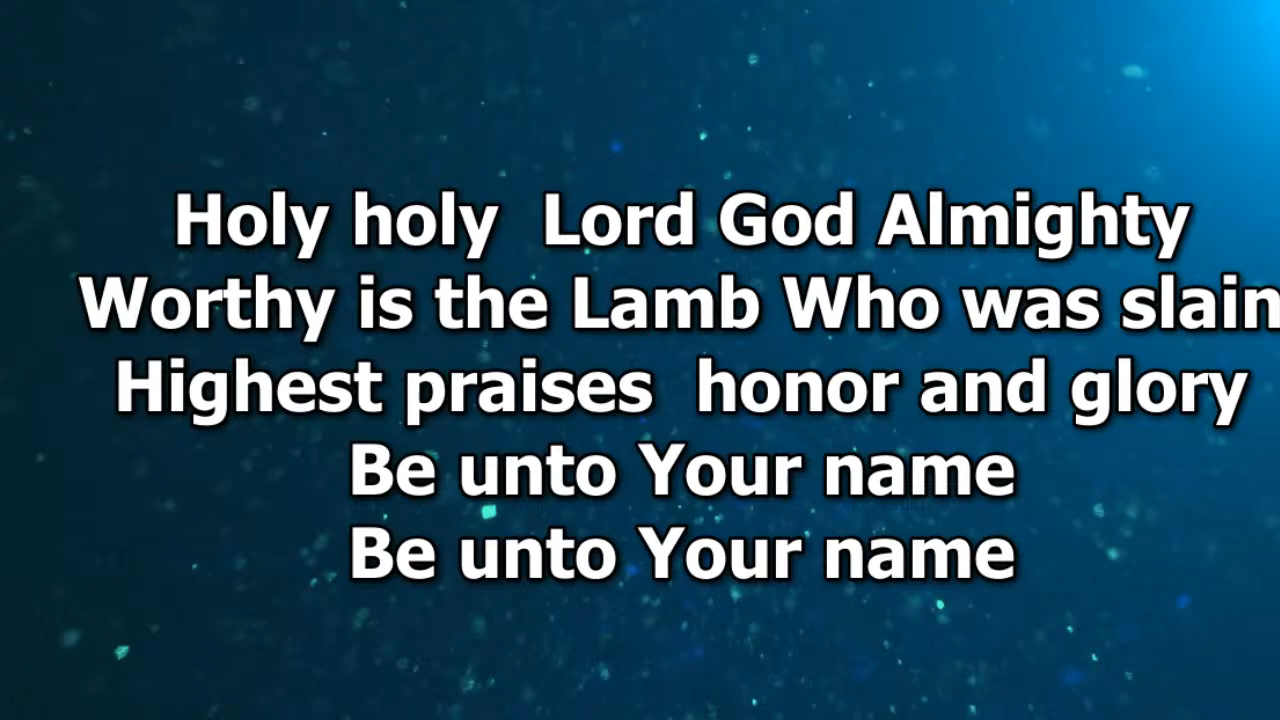 Holy holy  Lord God Almighty
Worthy is the Lamb Who was slain
Highest praises  honor and glory
Be unto Your name
Be unto Your name